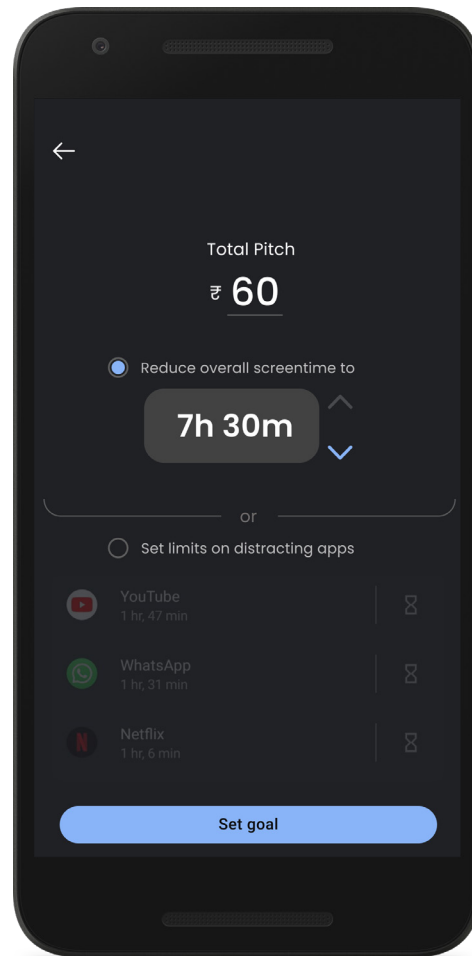 Total Pitch
₹ 60
Reduce overall screentime to
7h 30m
or
Set limits on distracting apps
YouTube
1 hr, 47 min
WhatsApp
1 hr, 31 min
Netflix
1 hr, 6 min
Set goal